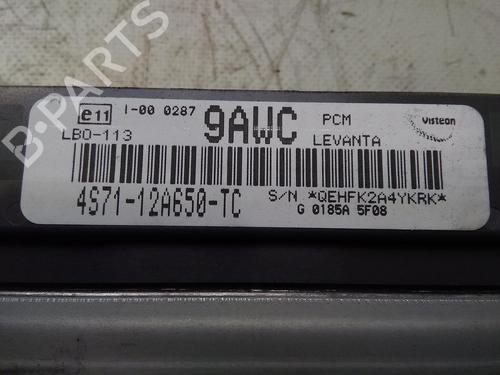 e11 I-00 0287 9AWC PCM Visteon
LBO-113 LEVANTA
4S71-12A650-TC S/N *QEHFK2A4YKRK*
G 0185A 5F08
B-PARTS